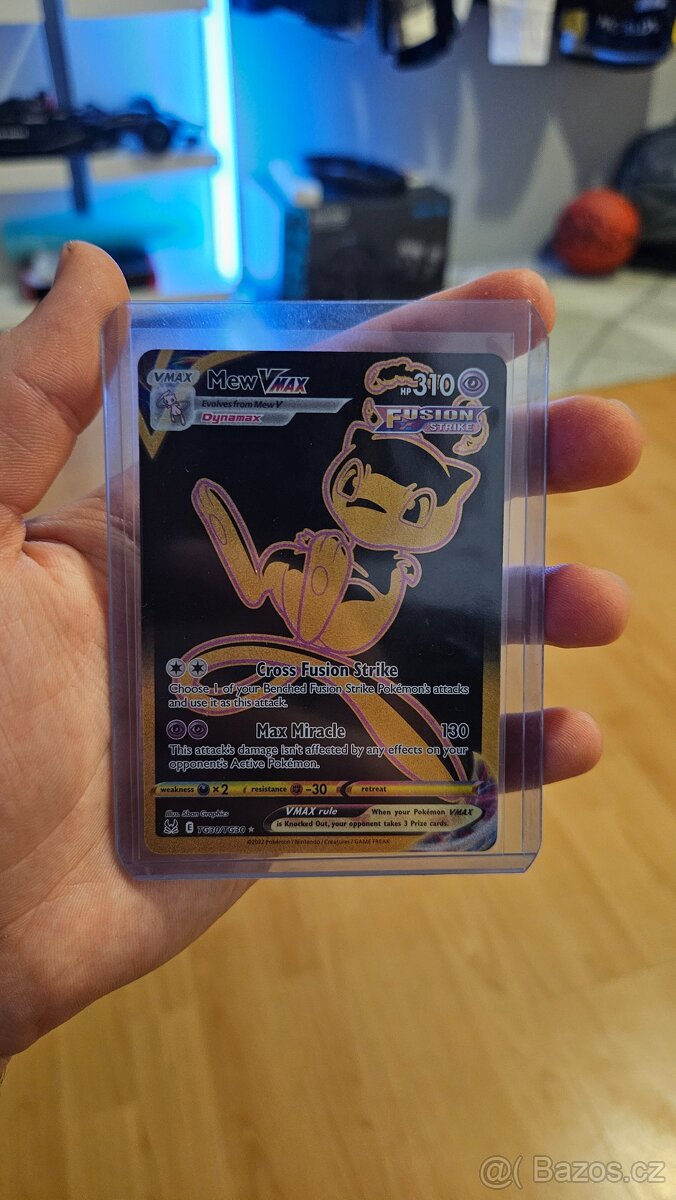 VMAX
Mew VMAX
HP 310
Evolves from Mew V
Dynamax
FUSION
STRIKE
Cross Fusion Strike
Choose 1 of your Benched Fusion Strike Pokémon's attacks
and use it as this attack.
Max Miracle 130
This attack's damage isn't affected by any effects on your
opponent's Active Pokémon.
weakness ×2 resistance -30 retreat
Illus. 5ban Graphics
E TG30/TG30 ★
VMAX rule When your Pokémon VMAX
is Knocked Out, your opponent takes 3 Prize cards.
©2022 Pokémon / Nintendo / Creatures / GAME FREAK
@( Bazos.cz